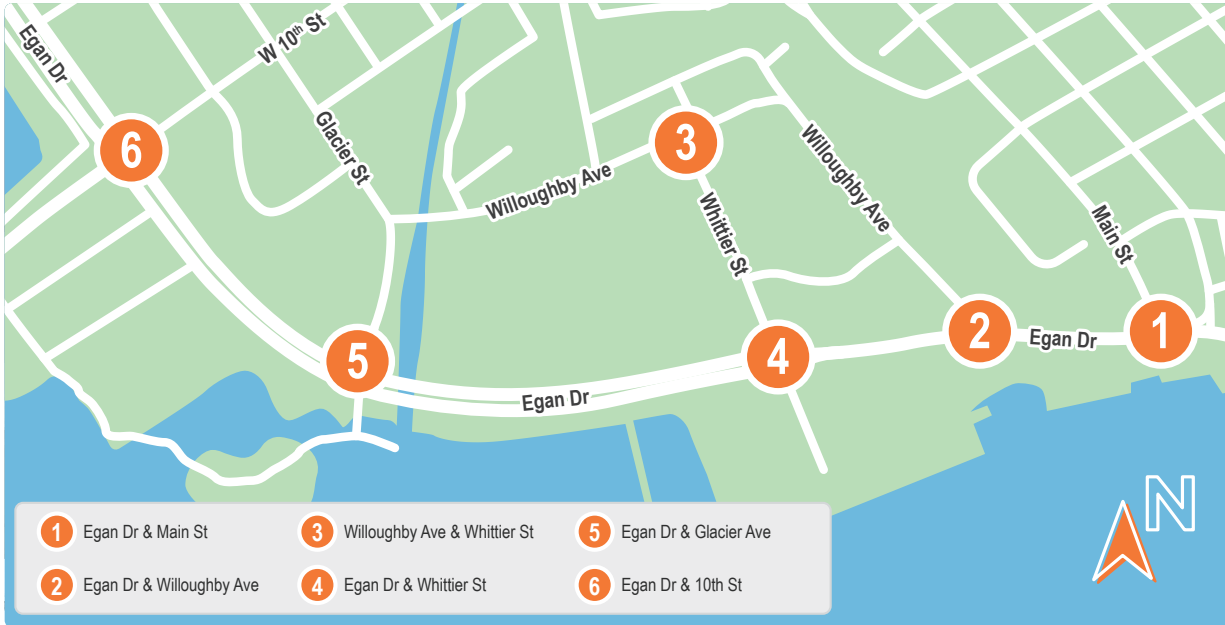 Egan Dr
W 10th St
6
Glacier St
3
Willoughby Ave
Willoughby Ave
Whittier St
Main St
5
4
2
Egan Dr
1
Egan Dr
N
1 Egan Dr & Main St
3 Willoughby Ave & Whittier St
5 Egan Dr & Glacier Ave
2 Egan Dr & Willoughby Ave
4 Egan Dr & Whittier St
6 Egan Dr & 10th St